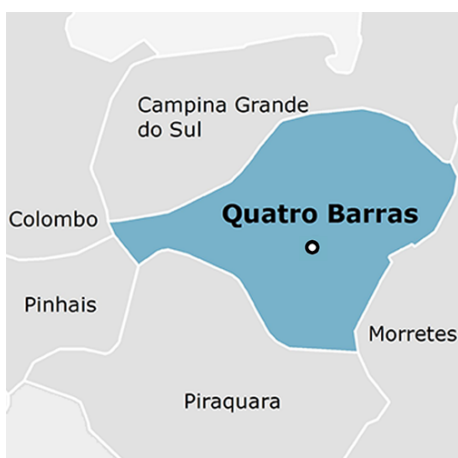 Campina Grande
do Sul
Colombo
Quatro Barras
Pinhais
Morretes
Piraquara